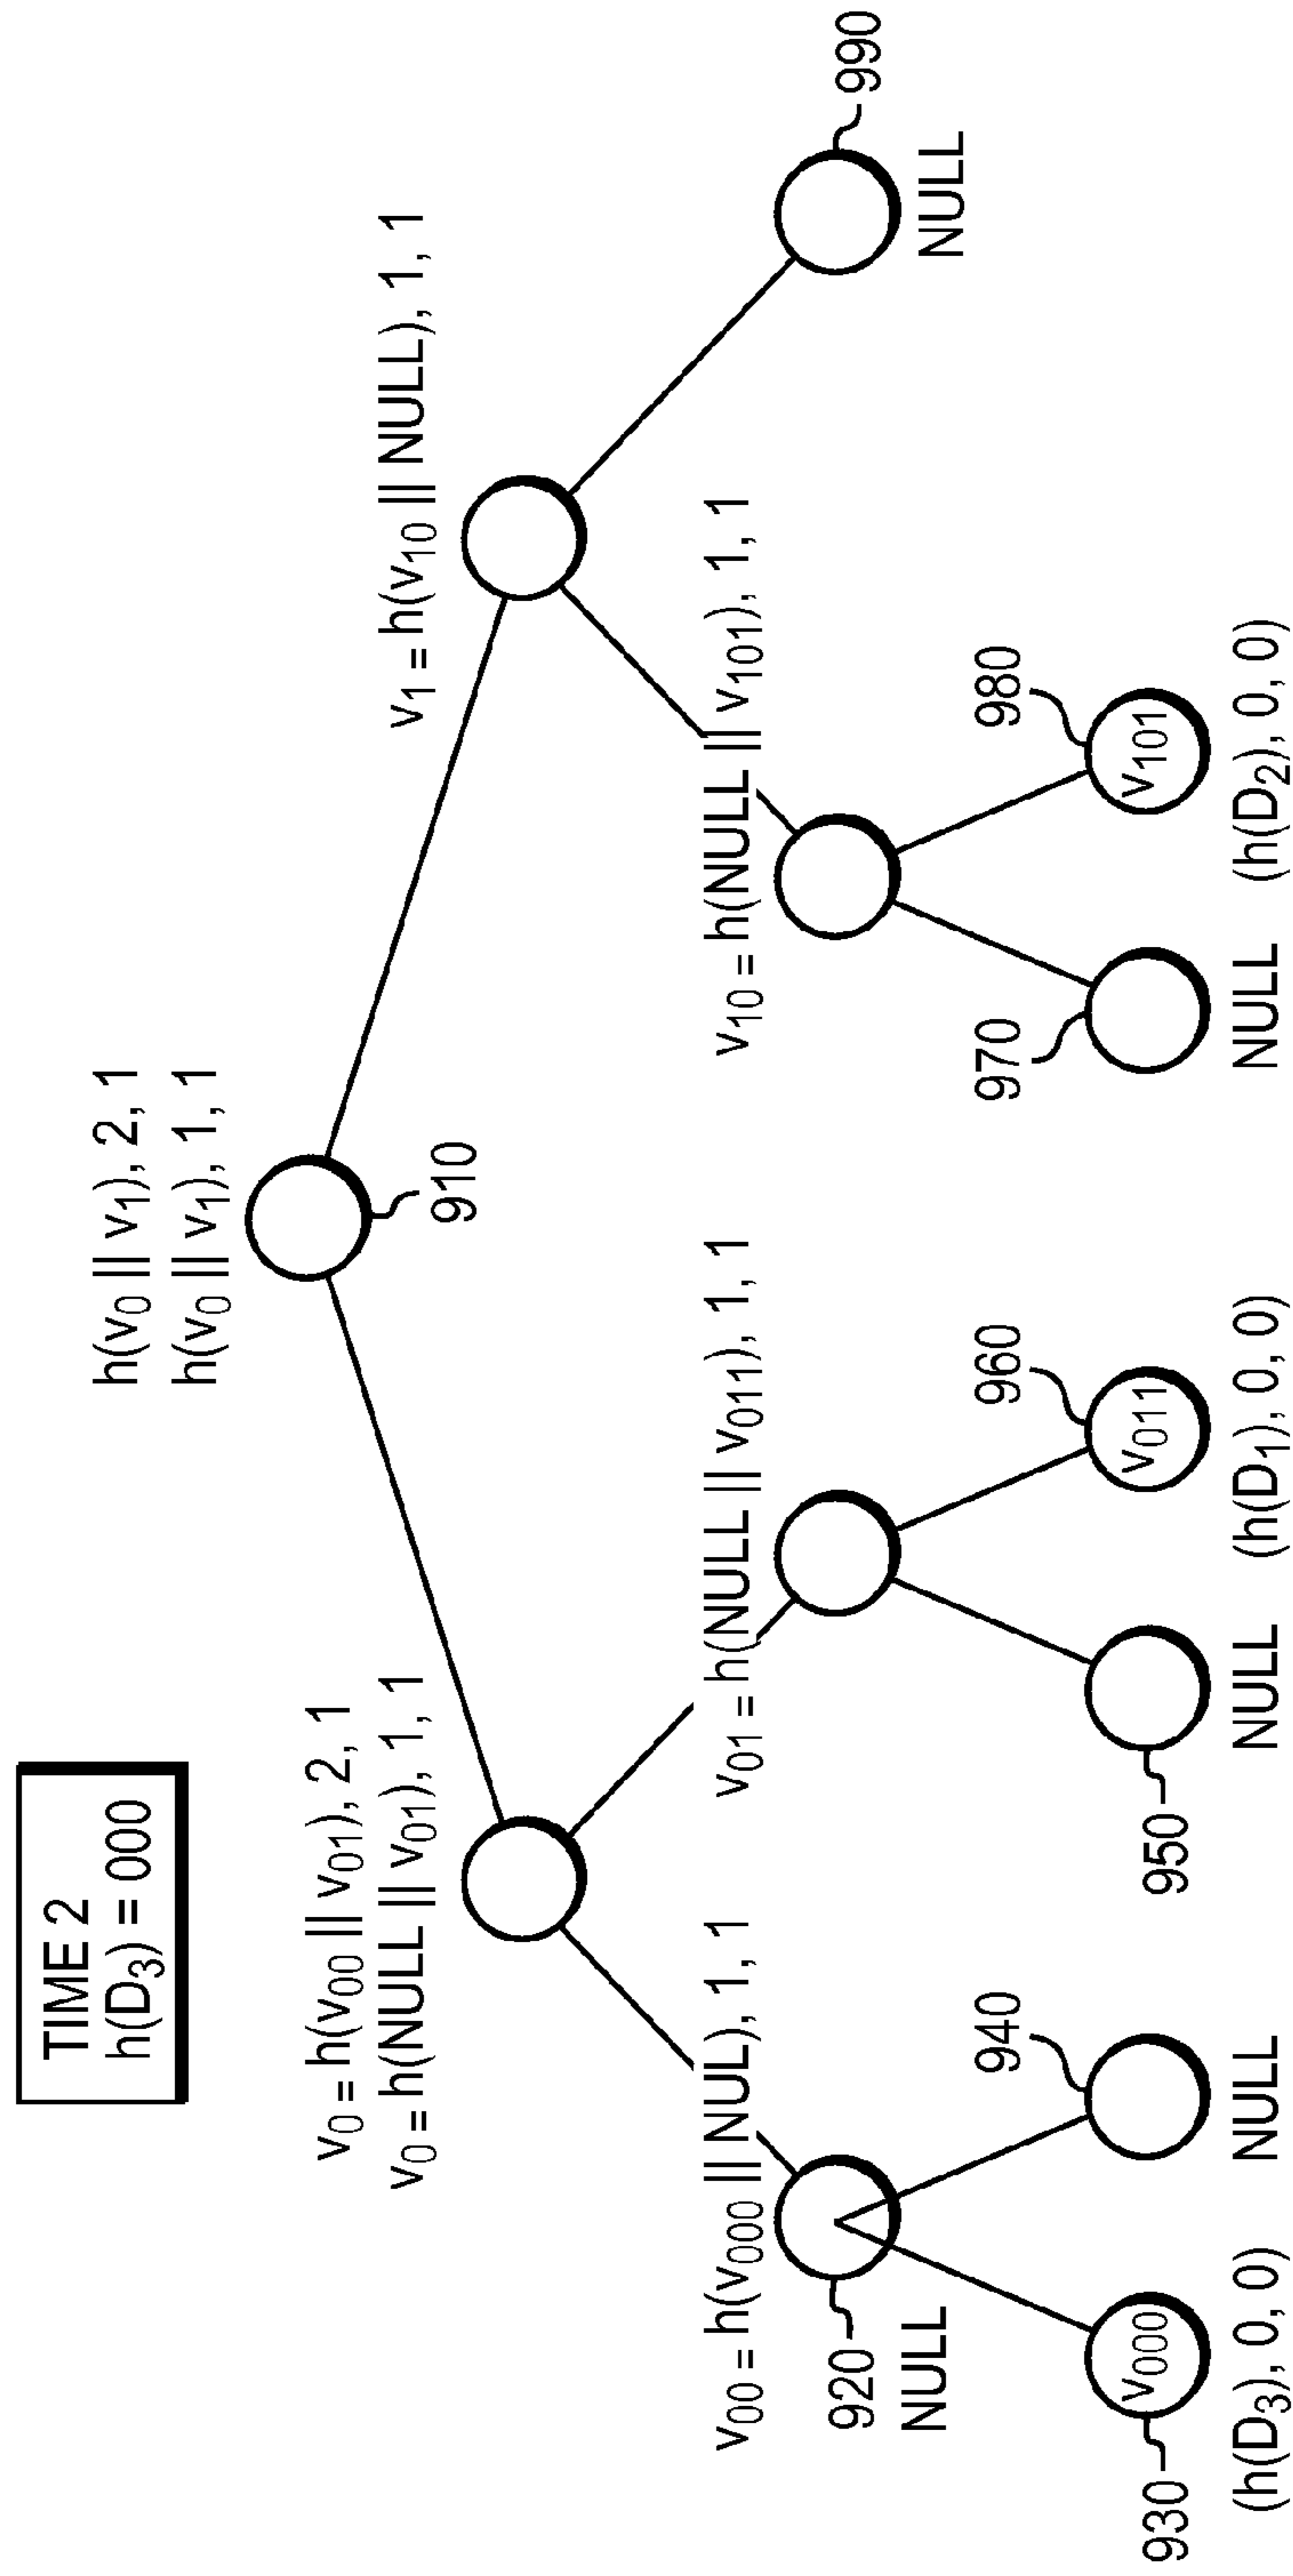 TIME 2
h(D₃) = 000
h(v₀ || v₁), 2, 1
h(v₀ || v₁), 1, 1
910
v₀ = h(v₀₀ || v₀₁), 2, 1
v₀ = h(NULL || v₀₁), 1, 1
v₁ = h(v₁₀ || NULL), 1, 1
v₀₀ = h(v₀₀₀ || NUL), 1, 1
v₀₁ = h(NULL || v₀₁₁), 1, 1
v₁₀ = h(NULL || v₁₀₁), 1, 1
920
NULL
990
NULL
930
v₀₀₀
(h(D₃), 0, 0)
940
NULL
950
NULL
960
v₀₁₁
(h(D₁), 0, 0)
970
NULL
980
v₁₀₁
(h(D₂), 0, 0)